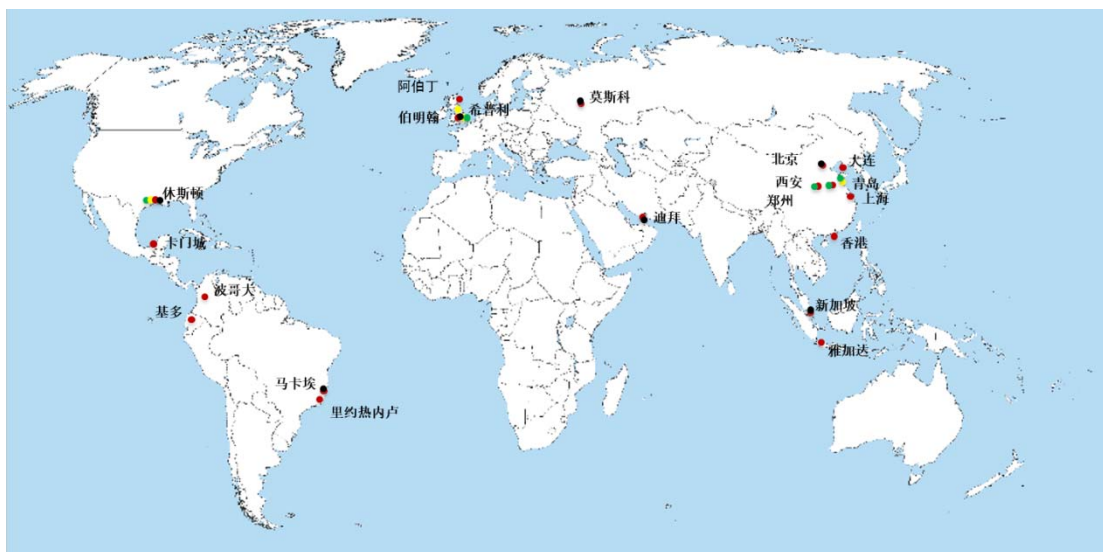 阿伯丁
希普利
莫斯科
伯明翰
北京
大连
西安
青岛
休斯顿
郑州
上海
迪拜
卡门城
香港
波哥大
新加坡
基多
雅加达
马卡埃
里约热内卢